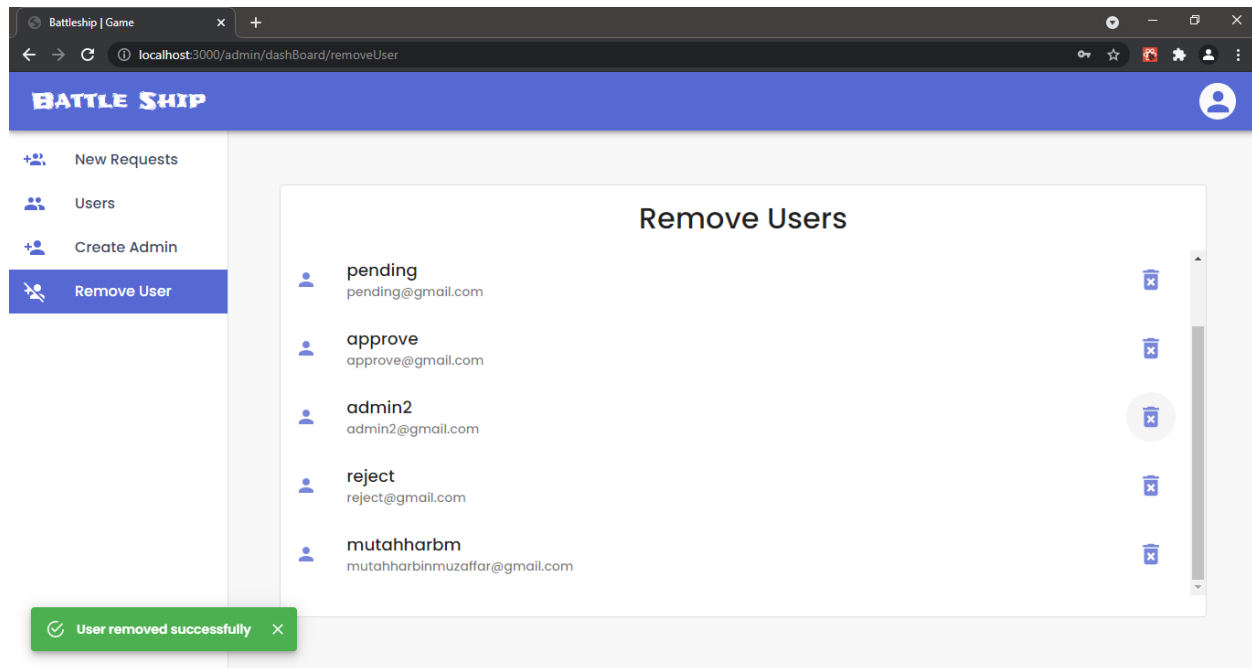 Battleship | Game
localhost:3000/admin/dashBoard/removeUser
BATTLE SHIP
New Requests
Users
Create Admin
Remove User
Remove Users
pending
pending@gmail.com
approve
approve@gmail.com
admin2
admin2@gmail.com
reject
reject@gmail.com
mutahharbm
mutahharbinmuzaffar@gmail.com
User removed successfully